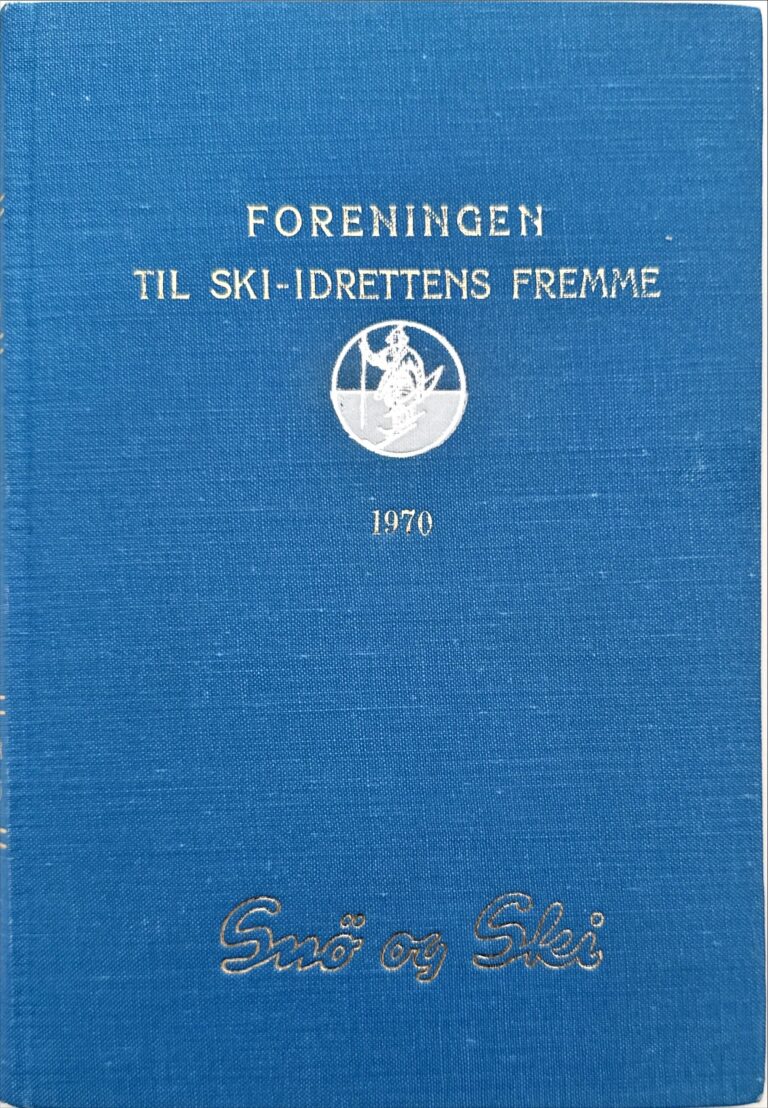 FORENINGEN
TIL SKI-IDRETTENS FREMME
1970
Snö og Ski